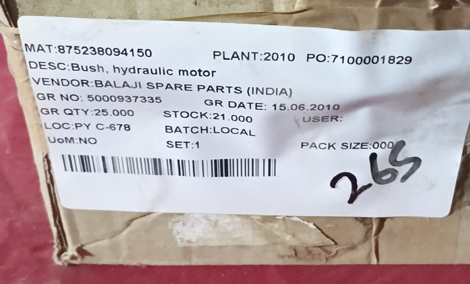 MAT:875238094150 PLANT:2010 PO:7100001829
DESC:Bush, hydraulic motor
VENDOR:BALAJI SPARE PARTS (INDIA)
GR NO: 5000937335 GR DATE: 15.06.2010
GR QTY:25.000 STOCK:21.000 USER:
LOC:PY C-678 BATCH:LOCAL
UoM:NO SET:1 PACK SIZE:000
265